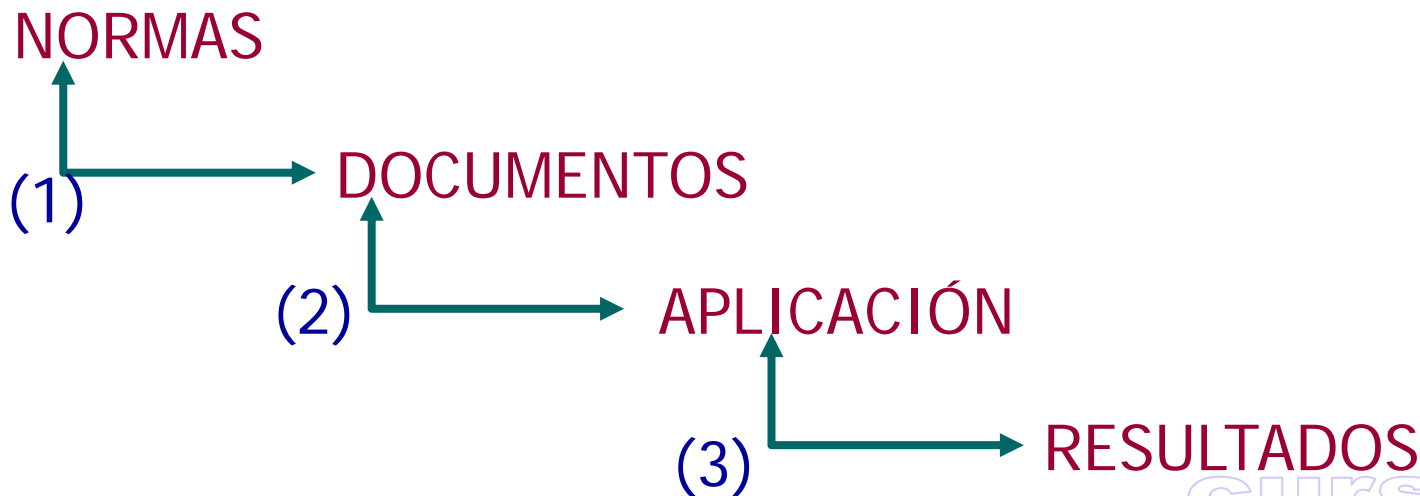 NORMAS
(1)
DOCUMENTOS
(2)
APLICACIÓN
(3)
RESULTADOS